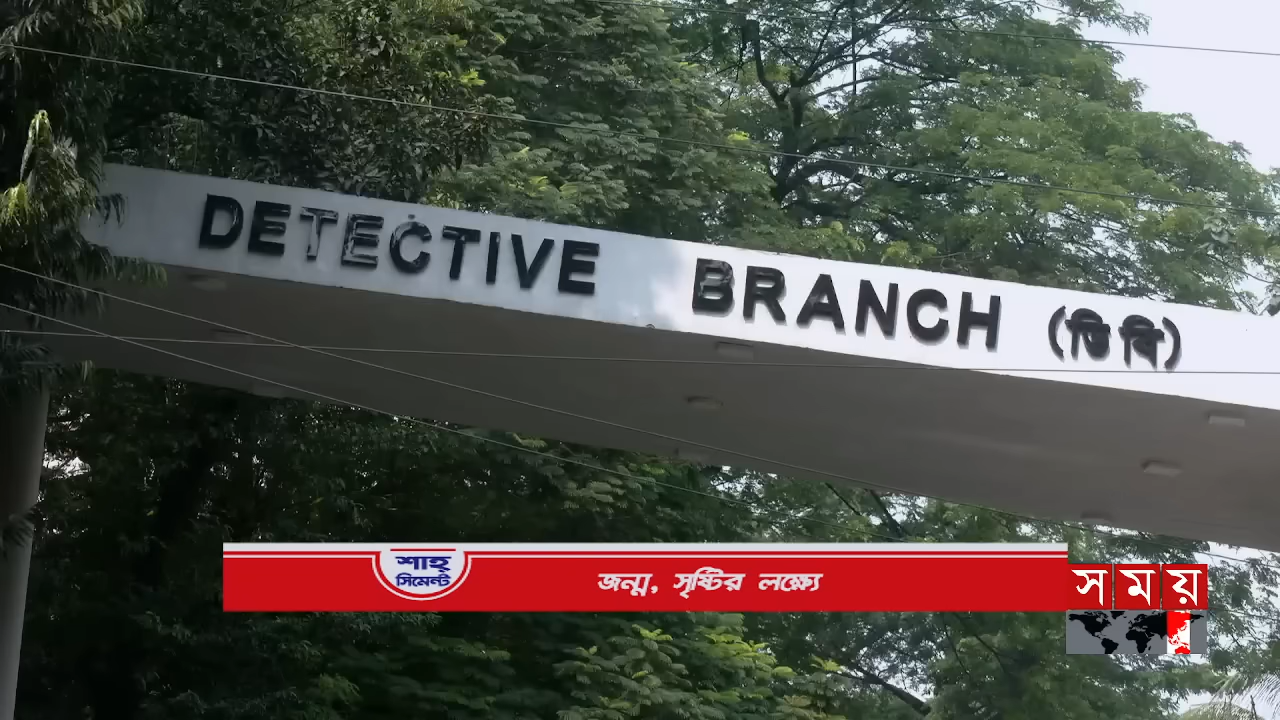 DETECTIVE BRANCH (ডিবি)
শাহ্
সিমেন্ট
জন্ম, সৃষ্টির লক্ষ্যে
সময়